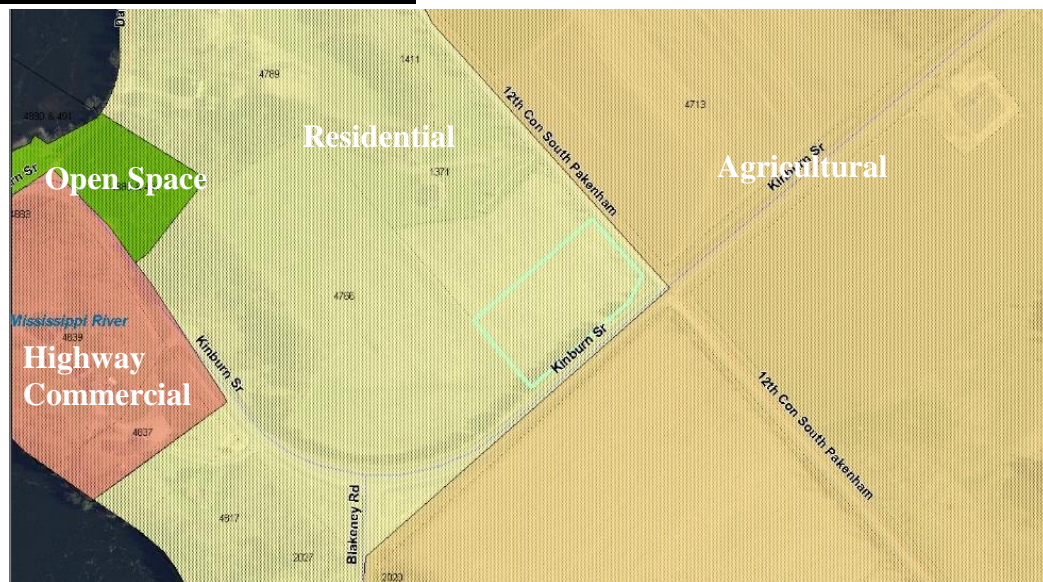 Da
4789
1411
12th Con South Pakenham
4713
Residential
1371
Agricultural
Kinburn Sr
Open Space
4766
Mississippi River
4839
Highway
Commercial
Kinburn Sr
Kinburn Sr
4837
12th Con South Pakenham
4817
Blakeney Rd
2027
2020